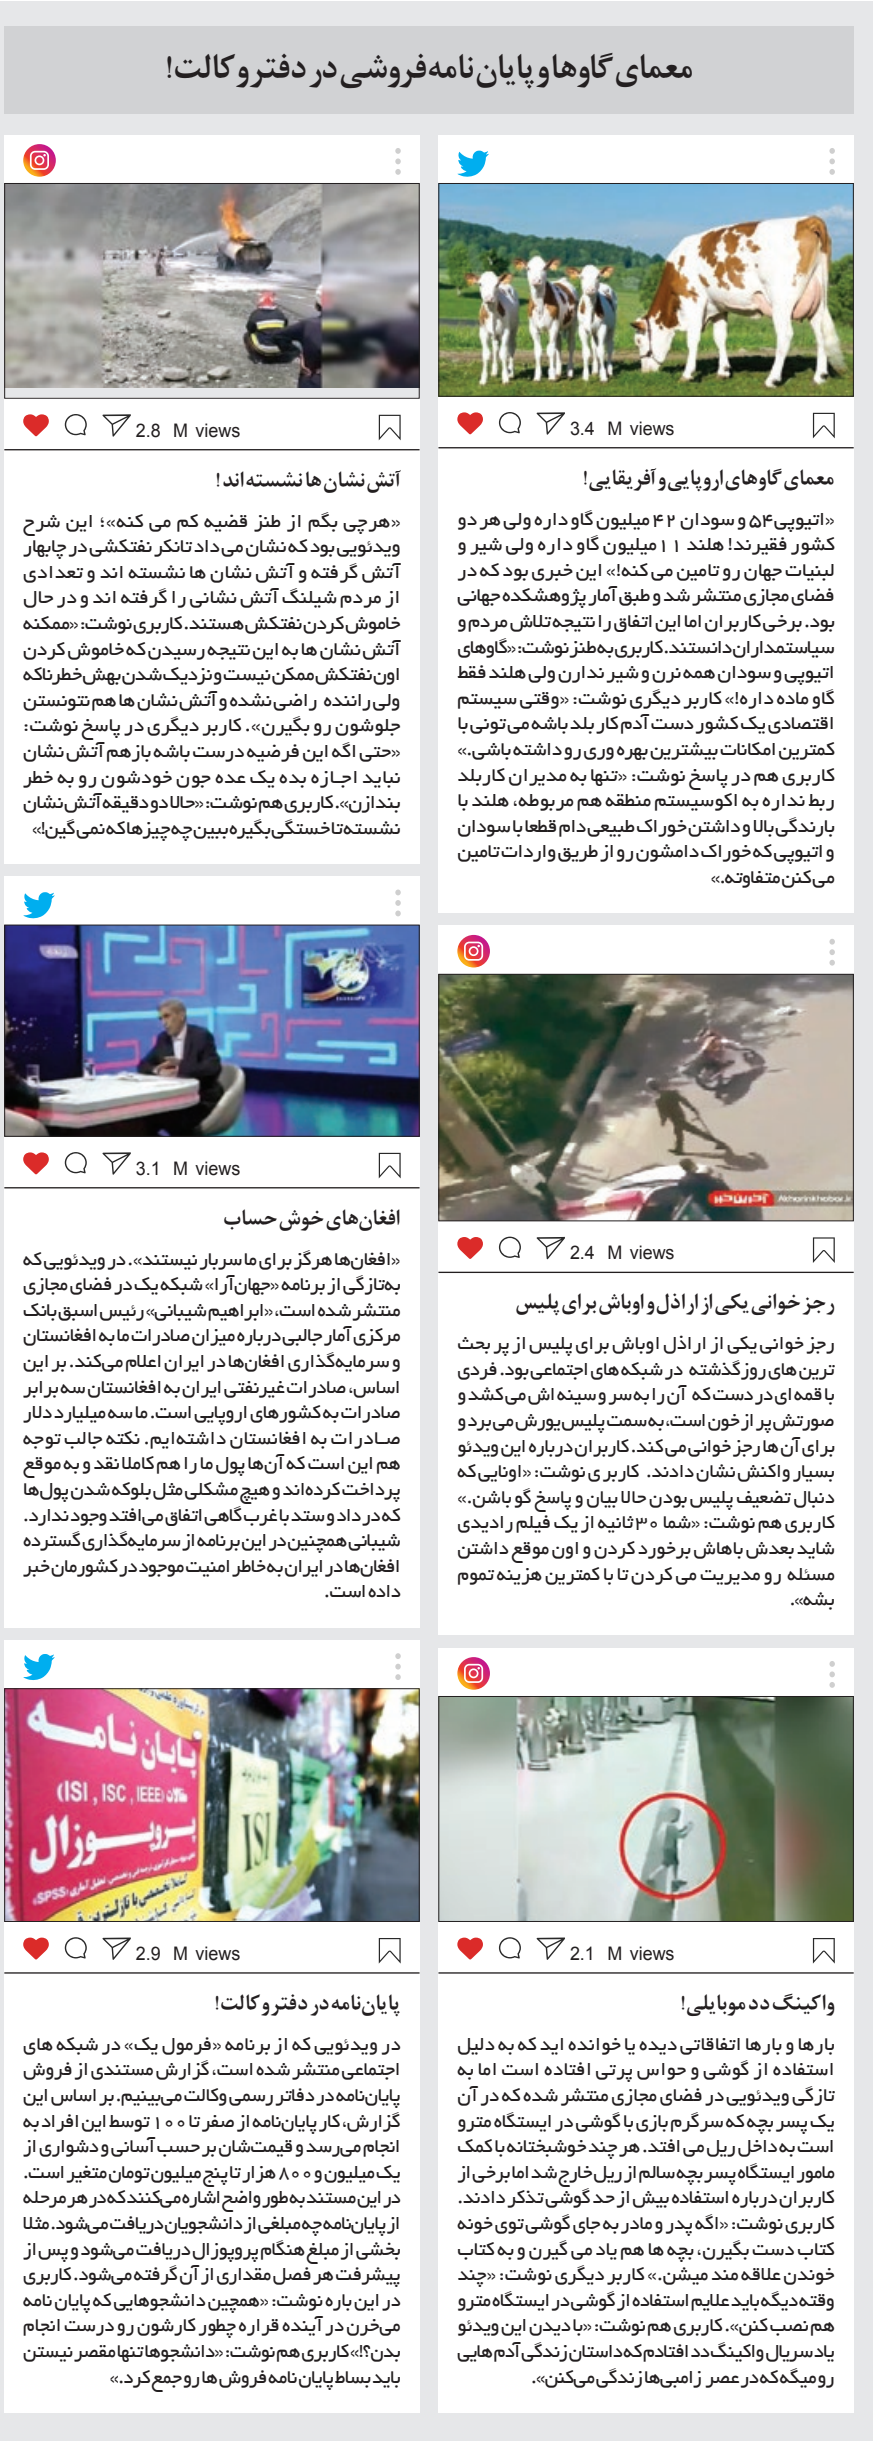 معمای گاوها و پایان نامه فروشی در دفتر وکالت!
3.4 M views
معمای گاوهای اروپایی و آفریقایی!
«اتیوپی ۵۴ و سودان ۴۲ میلیون گاو داره ولی هر دو
کشور فقیرند! هلند ۱۱ میلیون گاو داره ولی شیر و
لبنیات جهان رو تامین می کنه!» این خبری بود که در
فضای مجازی منتشر شد و طبق آمار پژوهشکده جهانی
بود. برخی کاربران اما این اتفاق را نتیجه تلاش مردم و
سیاستمداران دانستند. کاربری به طنز نوشت: «گاوهای
اتیوپی و سودان همه نرن و شیر ندارن ولی هلند فقط
گاو ماده داره!» کاربر دیگری نوشت: «وقتی سیستم
اقتصادی یک کشور دست آدم کار بلد باشه می تونی با
کمترین امکانات بیشترین بهره وری رو داشته باشی.»
کاربری هم در پاسخ نوشت: «تنها به مدیران کاربلد
ربط نداره به اکوسیستم منطقه هم مربوطه، هلند با
بارندگی بالا و داشتن خوراک طبیعی دام قطعا با سودان
و اتیوپی که خوراک دامشون رو از طریق واردات تامین
می‌کنن متفاوته.»
آخرین خبر Akharinkhabar.ir
2.4 M views
رجز خوانی یکی از اراذل و اوباش برای پلیس
رجز خوانی یکی از اراذل اوباش برای پلیس از پر بحث
ترین های روز گذشته در شبکه های اجتماعی بود. فردی
با قمه ای در دست که آن را به سر و سینه اش می کشد و
صورتش پر از خون است، به‌سمت پلیس یورش می برد و
برای آن ها رجز خوانی می کند. کاربران درباره این ویدئو
بسیار واکنش نشان دادند. کاربر ی نوشت: «اونایی که
دنبال تضعیف پلیس بودن حالا بیان و پاسخ گو باشن.»
کاربری هم نوشت: «شما ۳۰ ثانیه از یک فیلم رادیدی
شاید بعدش باهاش برخورد کردن و اون موقع داشتن
مسئله رو مدیریت می کردن تا با کمترین هزینه تموم
بشه».
2.1 M views
واکینگ دد موبایلی!
بارها و بارها اتفاقاتی دیده یا خوانده اید که به دلیل
استفاده از گوشی و حواس پرتی افتاده است اما به
تازگی ویدئویی در فضای مجازی منتشر شده که در آن
یک پسر بچه که سرگرم بازی با گوشی در ایستگاه مترو
است به داخل ریل می افتد. هر چند خوشبختانه با کمک
مامور ایستگاه پسر بچه سالم از ریل خارج شد اما برخی از
کاربران درباره استفاده بیش از حد گوشی تذکر دادند.
کاربری نوشت: «اگه پدر و مادر به جای گوشی توی خونه
کتاب دست بگیرن، بچه ها هم یاد می گیرن و به کتاب
خوندن علاقه مند میشن.» کاربر دیگری نوشت: «چند
وقته دیگه باید علایم استفاده از گوشی در ایستگاه مترو
هم نصب کنن». کاربری هم نوشت: «با دیدن این ویدئو
یاد سریال واکینگ دد افتادم که داستان زندگی آدم هایی
رو میگه که در عصر زامبی‌ها زندگی می‌کنن».
2.8 M views
آتش نشان ها نشسته اند!
«هرچی بگم از طنز قضیه کم می کنه»؛ این شرح
ویدئویی بود که نشان می داد تانکر نفتکشی در چابهار
آتش گرفته و آتش نشان ها نشسته اند و تعدادی
از مردم شیلنگ آتش نشانی را گرفته اند و در حال
خاموش کردن نفتکش هستند. کاربری نوشت: «ممکنه
آتش نشان ها به این نتیجه رسیدن که خاموش کردن
اون نفتکش ممکن نیست و نزدیک شدن بهش خطرناکه
ولی راننده راضی نشده و آتش نشان ها هم نتونستن
جلوشون رو بگیرن». کاربر دیگری در پاسخ نوشت:
«حتی اگه این فرضیه درست باشه بازهم آتش نشان
نباید اجـازه بده یک عده جون خودشون رو به خطر
بندازن». کاربری هم نوشت: «حالا دو دقیقه آتش نشان
نشسته تا خستگی بگیره ببین چه چیزها که نمی گین!»
3.1 M views
افغان‌های خوش حساب
«افغان‌ها هرگز برای ما سربار نیستند». در ویدئویی که
به‌تازگی از برنامه «جهان‌آرا» شبکه یک در فضای مجازی
منتشر شده است، «ابراهیم شیبانی» رئیس اسبق بانک
مرکزی آمار جالبی درباره میزان صادرات ما به افغانستان
و سرمایه‌گذاری افغان‌ها در ایران اعلام می‌کند. بر این
اساس، صادرات غیرنفتی ایران به افغانستان سه برابر
صادرات به کشورهای اروپایی است. ما سه میلیارد دلار
صـادرات به افغانستان داشته‌ایم. نکته جالب توجه
هم این است که آن‌ها پول ما را هم کاملا نقد و به موقع
پرداخت کرده‌اند و هیچ مشکلی مثل بلوکه شدن پول‌ها
که در داد و ستد با غرب گاهی اتفاق می‌افتد وجود ندارد.
شیبانی همچنین در این برنامه از سرمایه‌گذاری گسترده
افغان‌ها در ایران به‌خاطر امنیت موجود در کشورمان خبر
داده است.
پایان نامه
مقالات (ISI , ISC , IEEE)
پروپوزال
ISI
2.9 M views
پایان‌نامه در دفتر وکالت!
در ویدئویی که از برنامه «فرمول یک» در شبکه های
اجتماعی منتشر شده است، گزارش مستندی از فروش
پایان‌نامه در دفاتر رسمی وکالت می‌بینیم. بر اساس این
گزارش، کار پایان‌نامه از صفر تا ۱۰۰ توسط این افراد به
انجام می‌رسد و قیمت‌شان بر حسب آسانی و دشواری از
یک میلیون و ۸۰۰ هزار تا پنج میلیون تومان متغیر است.
در این مستند به‌طور واضح اشاره می‌کنند که در هر مرحله
از پایان‌نامه چه مبلغی از دانشجویان دریافت می‌شود. مثلا
بخشی از مبلغ هنگام پروپوزال دریافت می‌شود و پس از
پیشرفت هر فصل مقداری از آن گرفته می‌شود. کاربری
در این باره نوشت: «همچین دانشجوهایی که پایان نامه
می‌خرن در آینده قراره چطور کارشون رو درست انجام
بدن؟!» کاربری هم نوشت: «دانشجوها تنها مقصر نیستن
باید بساط پایان نامه فروش ها رو جمع کرد.»